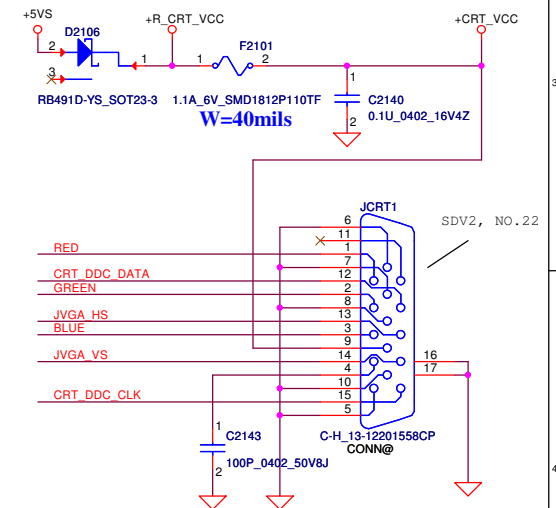 +5VS
+R_CRT_VCC
+CRT_VCC
D2106
F2101
2
1
1
2
3
1
C2140
RB491D-YS_SOT23-3
1.1A_6V_SMD1812P110TF
0.1U_0402_16V4Z
W=40mils
2
3
JCRT1
SDV2, NO.22
6
11
RED
1
7
CRT_DDC_DATA
12
GREEN
2
8
JVGA_HS
13
BLUE
3
9
JVGA_VS
14
16
4
17
10
CRT_DDC_CLK
15
5
1
C2143
C-H_13-12201558CP
CONN@
100P_0402_50V8J
2
4